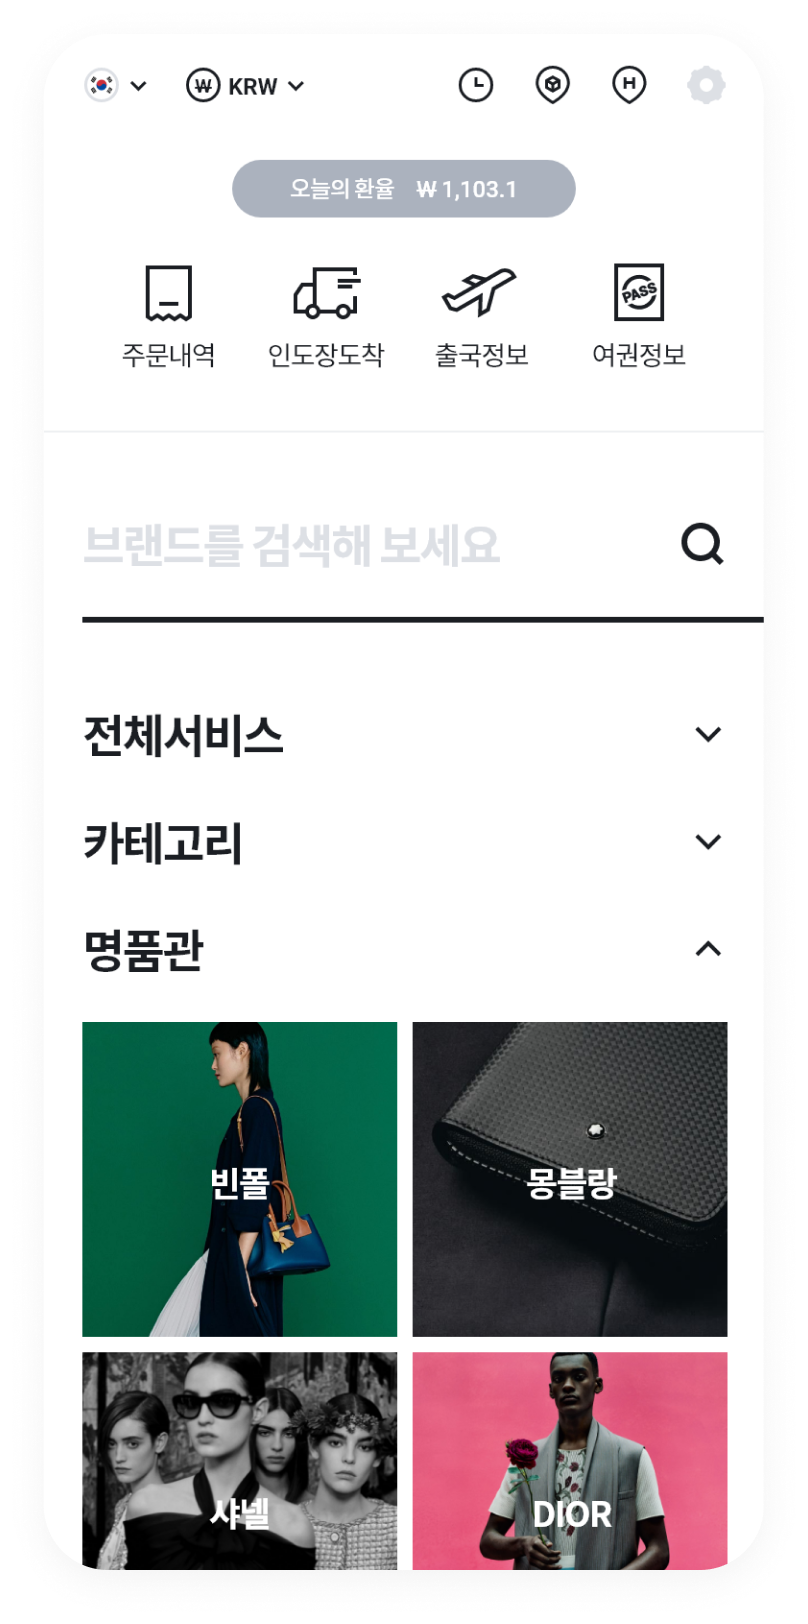 ₩ KRW
H
오늘의 환율 ₩ 1,103.1
PASS
주문내역 인도장도착 출국정보 여권정보
브랜드를 검색해 보세요
전체서비스
카테고리
명품관
빈폴 몽블랑
샤넬 DIOR